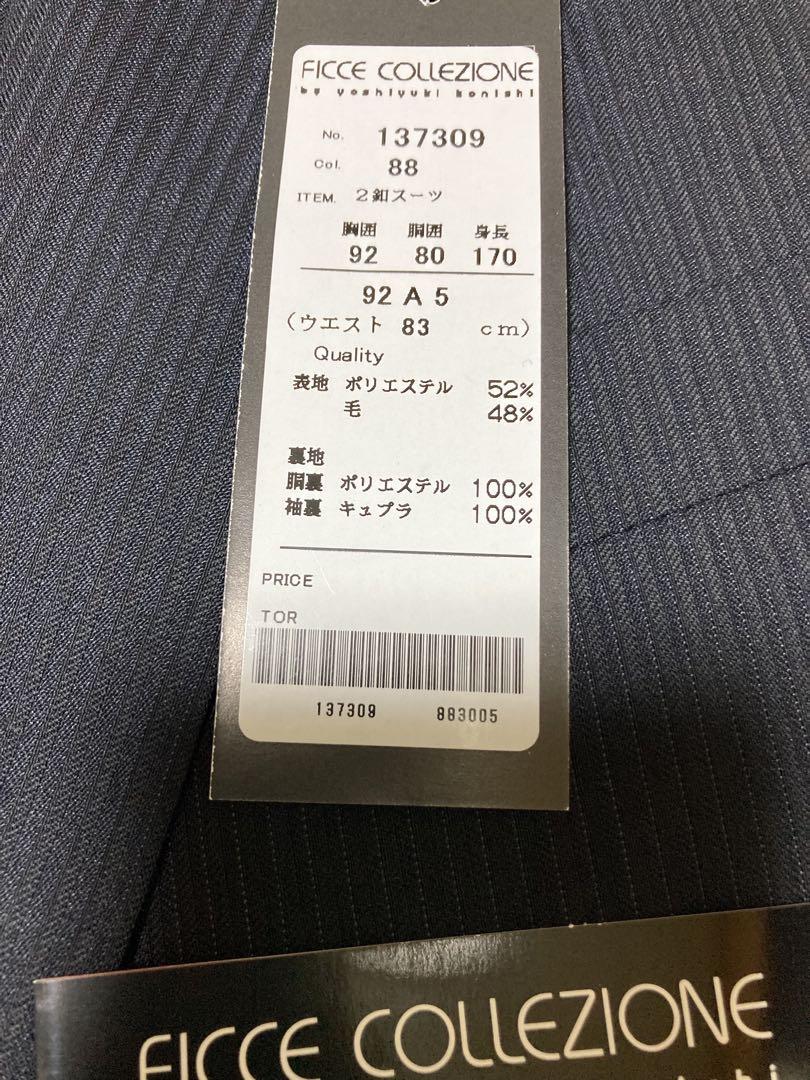 FICCE COLLEZIONE
by yoshiyuki konishi
No. 137309
Col. 88
ITEM. 2釦スーツ
胸囲 胴囲 身長
92 80 170
92 A 5
(ウエスト 83 cm)
Quality
表地 ポリエステル 52%
毛 48%
裏地
胴裏 ポリエステル 100%
袖裏 キュプラ 100%
PRICE
TOR
137309 883005
FICCE COLLEZIONE